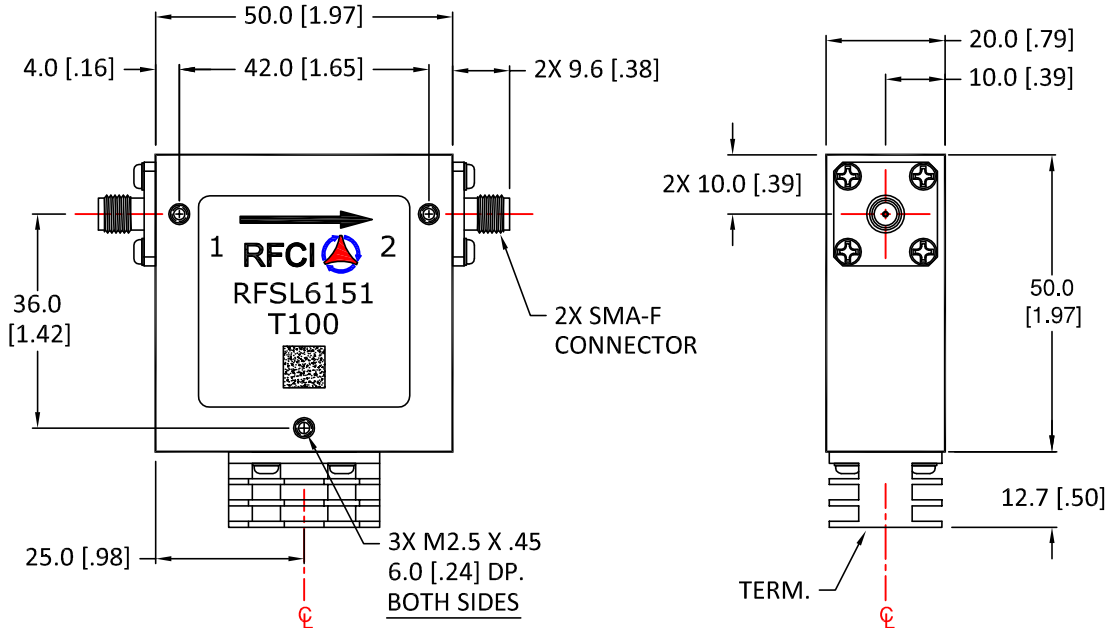 50.0 [1.97]
4.0 [.16]
42.0 [1.65]
2X 9.6 [.38]
20.0 [.79]
10.0 [.39]
2X 10.0 [.39]
1
2
RFCI
RFSL6151
T100
36.0
[1.42]
2X SMA-F
CONNECTOR
50.0
[1.97]
12.7 [.50]
25.0 [.98]
3X M2.5 X .45
6.0 [.24] DP.
BOTH SIDES
TERM.
℄
℄